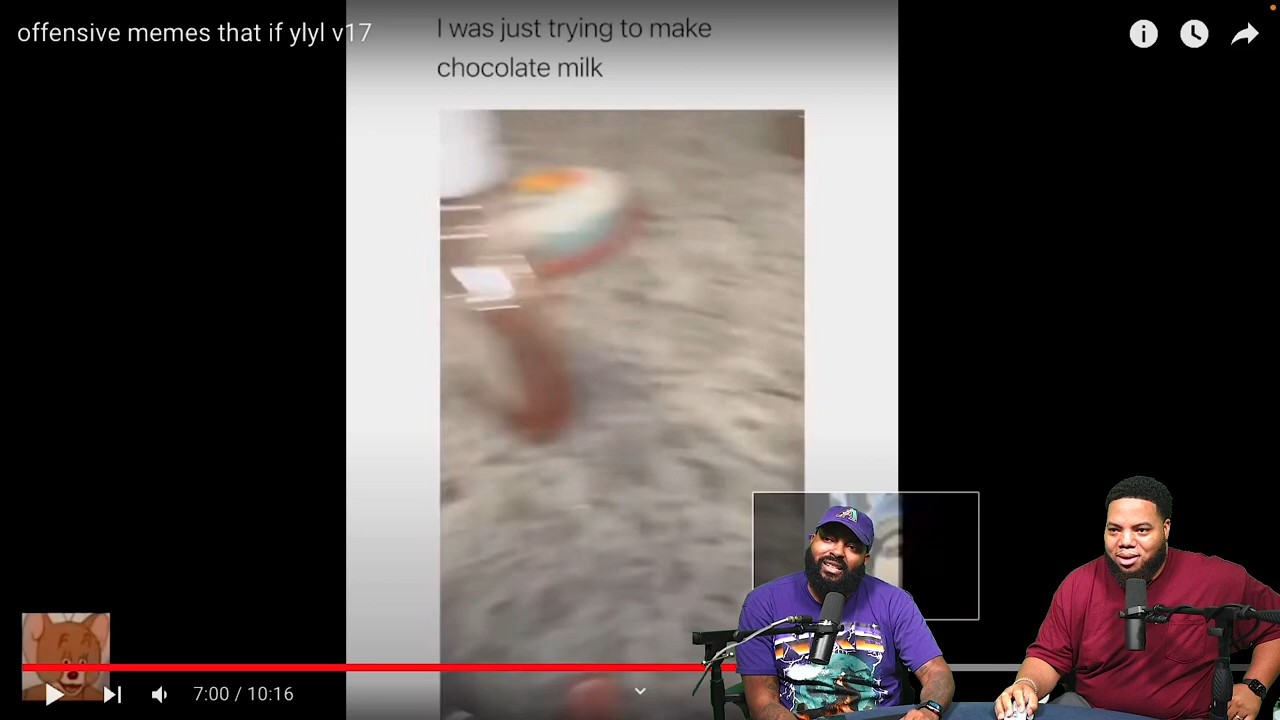 offensive memes that if ylyl v17
I was just trying to make
chocolate milk
7:00 / 10:16